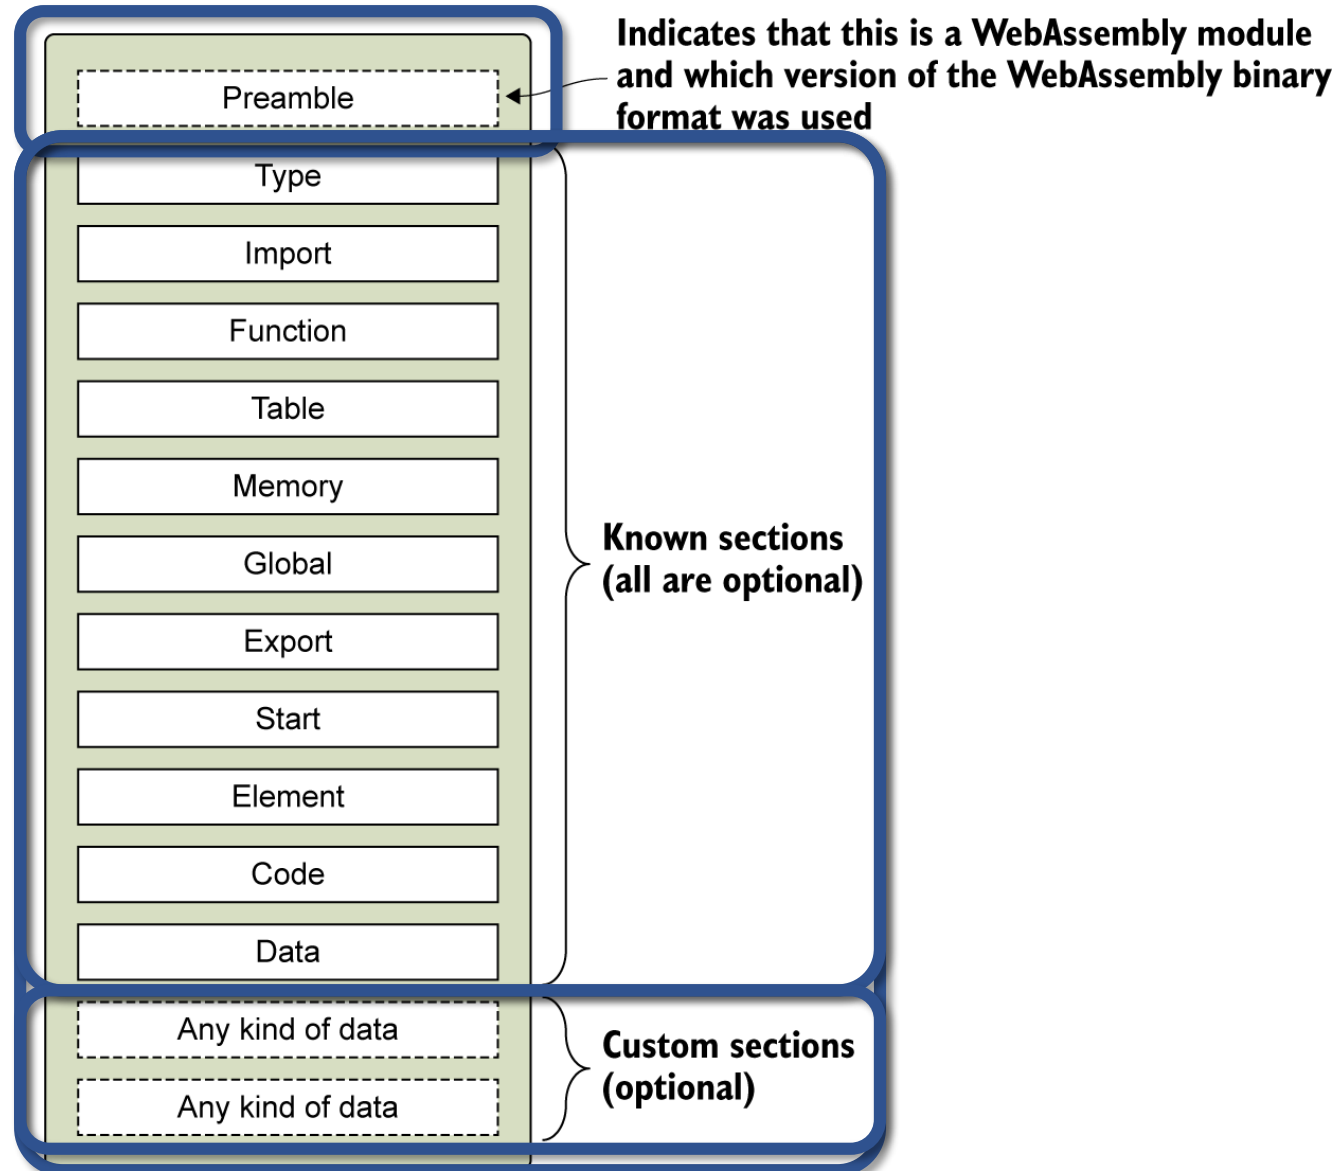 Indicates that this is a WebAssembly module
and which version of the WebAssembly binary
format was used
Preamble
Type
Import
Function
Table
Memory
Global
Export
Start
Element
Code
Data
Known sections
(all are optional)
Any kind of data
Any kind of data
Custom sections
(optional)